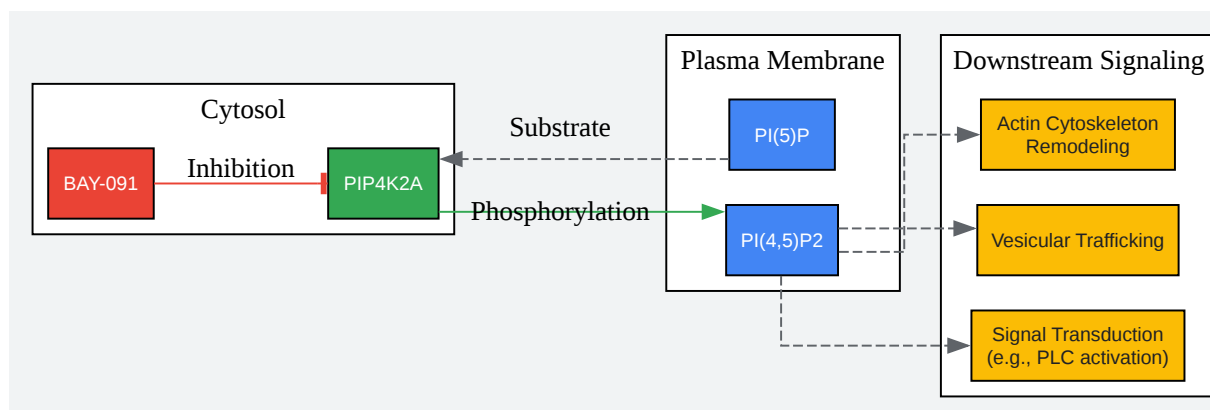 Cytosol
BAY-091
Inhibition
PIP4K2A
Substrate
Phosphorylation
Plasma Membrane
PI(5)P
PI(4,5)P2
Downstream Signaling
Actin Cytoskeleton
Remodeling
Vesicular Trafficking
Signal Transduction
(e.g., PLC activation)